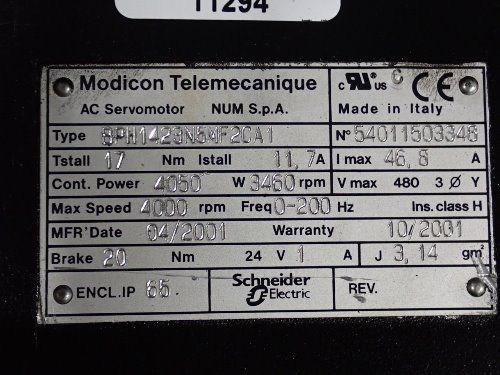 11294
Modicon Telemecanique
c RU US C CE
AC Servomotor NUM S.p.A. Made in Italy
Type SPH1423N5MF2CA1 N° 54011503348
Tstall 17 Nm Istall 11,7A I max 46,8 A
Cont. Power 4050 W 3460 rpm V max 480 3 Ø Y
Max Speed 4000 rpm Freq 0-200 Hz Ins. class H
MFR'Date 04/2001 Warranty 10/2001
Brake 20 Nm 24 V 1 A J 3,14 gm²
ENCL.IP 65 Schneider Electric REV.